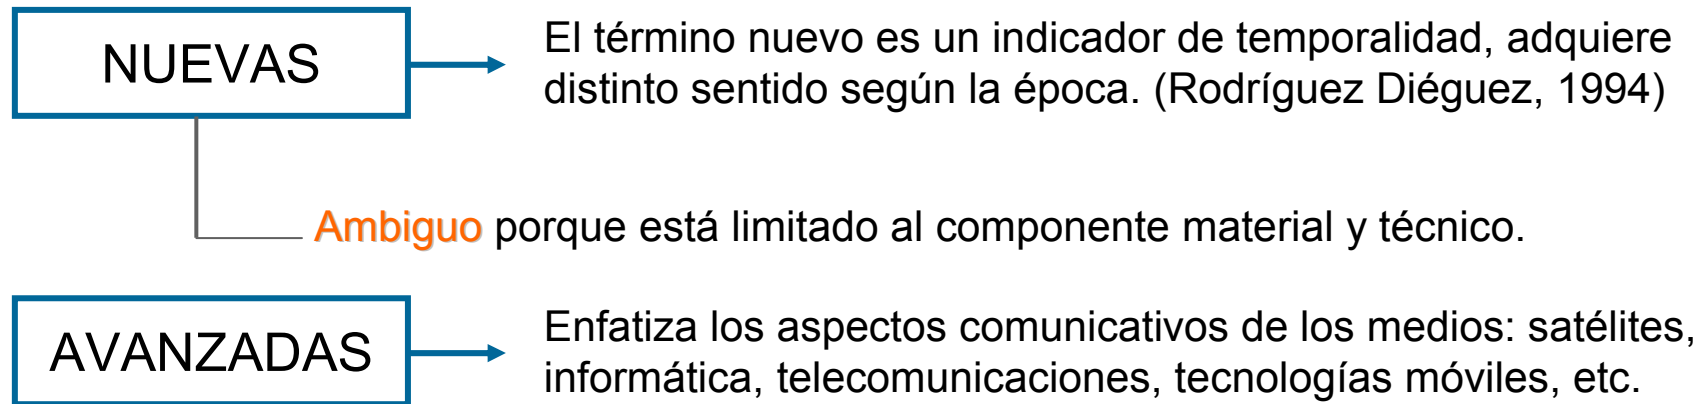 NUEVAS
El término nuevo es un indicador de temporalidad, adquiere
distinto sentido según la época. (Rodríguez Diéguez, 1994)
Ambiguo porque está limitado al componente material y técnico.
AVANZADAS
Enfatiza los aspectos comunicativos de los medios: satélites,
informática, telecomunicaciones, tecnologías móviles, etc.